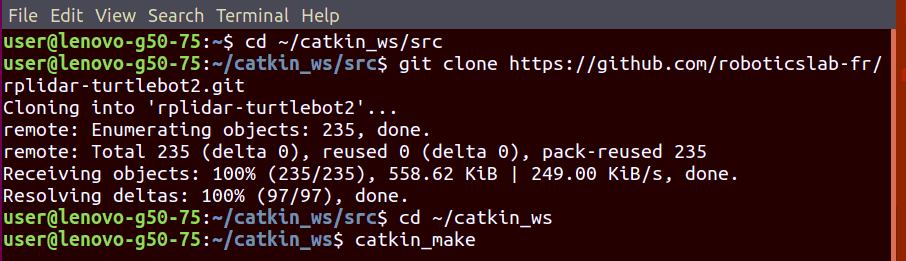 File Edit View Search Terminal Help
user@lenovo-g50-75:~$ cd ~/catkin_ws/src
user@lenovo-g50-75:~/catkin_ws/src$ git clone https://github.com/roboticslab-fr/
rplidar-turtlebot2.git
Cloning into 'rplidar-turtlebot2'...
remote: Enumerating objects: 235, done.
remote: Total 235 (delta 0), reused 0 (delta 0), pack-reused 235
Receiving objects: 100% (235/235), 558.62 KiB | 249.00 KiB/s, done.
Resolving deltas: 100% (97/97), done.
user@lenovo-g50-75:~/catkin_ws/src$ cd ~/catkin_ws
user@lenovo-g50-75:~/catkin_ws$ catkin_make